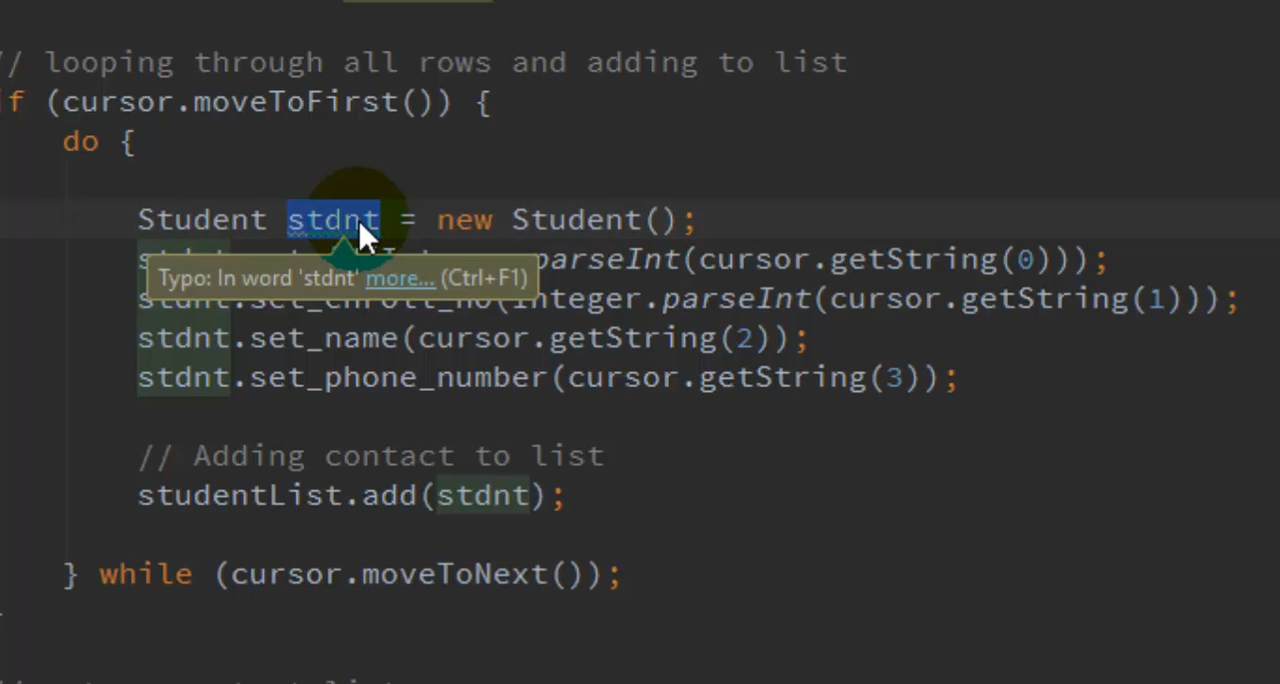 // looping through all rows and adding to list
if (cursor.moveToFirst()) {
do {
Student stdnt = new Student();
parseInt(cursor.getString(0)));
Typo: In word 'stdnt' more... (Ctrl+F1)
parseInt(cursor.getString(1)));
stdnt.set_name(cursor.getString(2));
stdnt.set_phone_number(cursor.getString(3));
// Adding contact to list
studentList.add(stdnt);
} while (cursor.moveToNext());